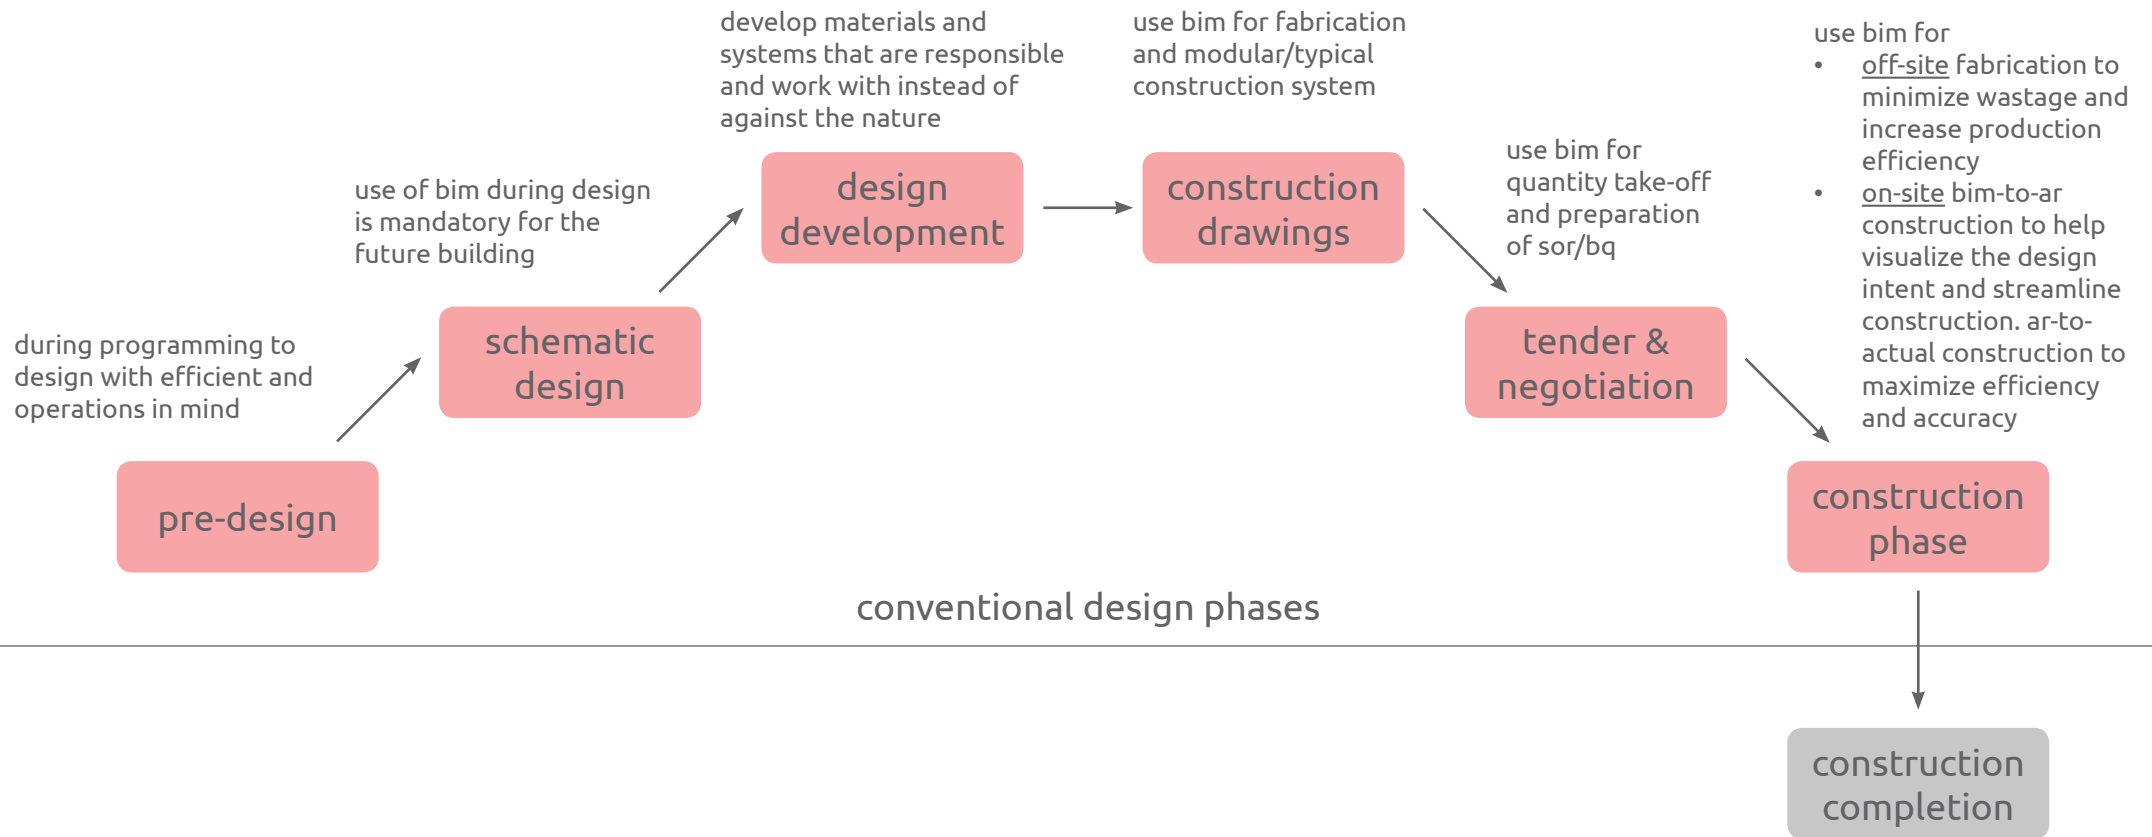 during programming to
design with efficient and
operations in mind
pre-design
use of bim during design
is mandatory for the
future building
schematic
design
develop materials and
systems that are responsible
and work with instead of
against the nature
design
development
use bim for fabrication
and modular/typical
construction system
construction
drawings
use bim for
quantity take-off
and preparation
of sor/bq
tender &
negotiation
use bim for
• off-site fabrication to
minimize wastage and
increase production
efficiency
• on-site bim-to-ar
construction to help
visualize the design
intent and streamline
construction. ar-to-
actual construction to
maximize efficiency
and accuracy
construction
phase
conventional design phases
construction
completion